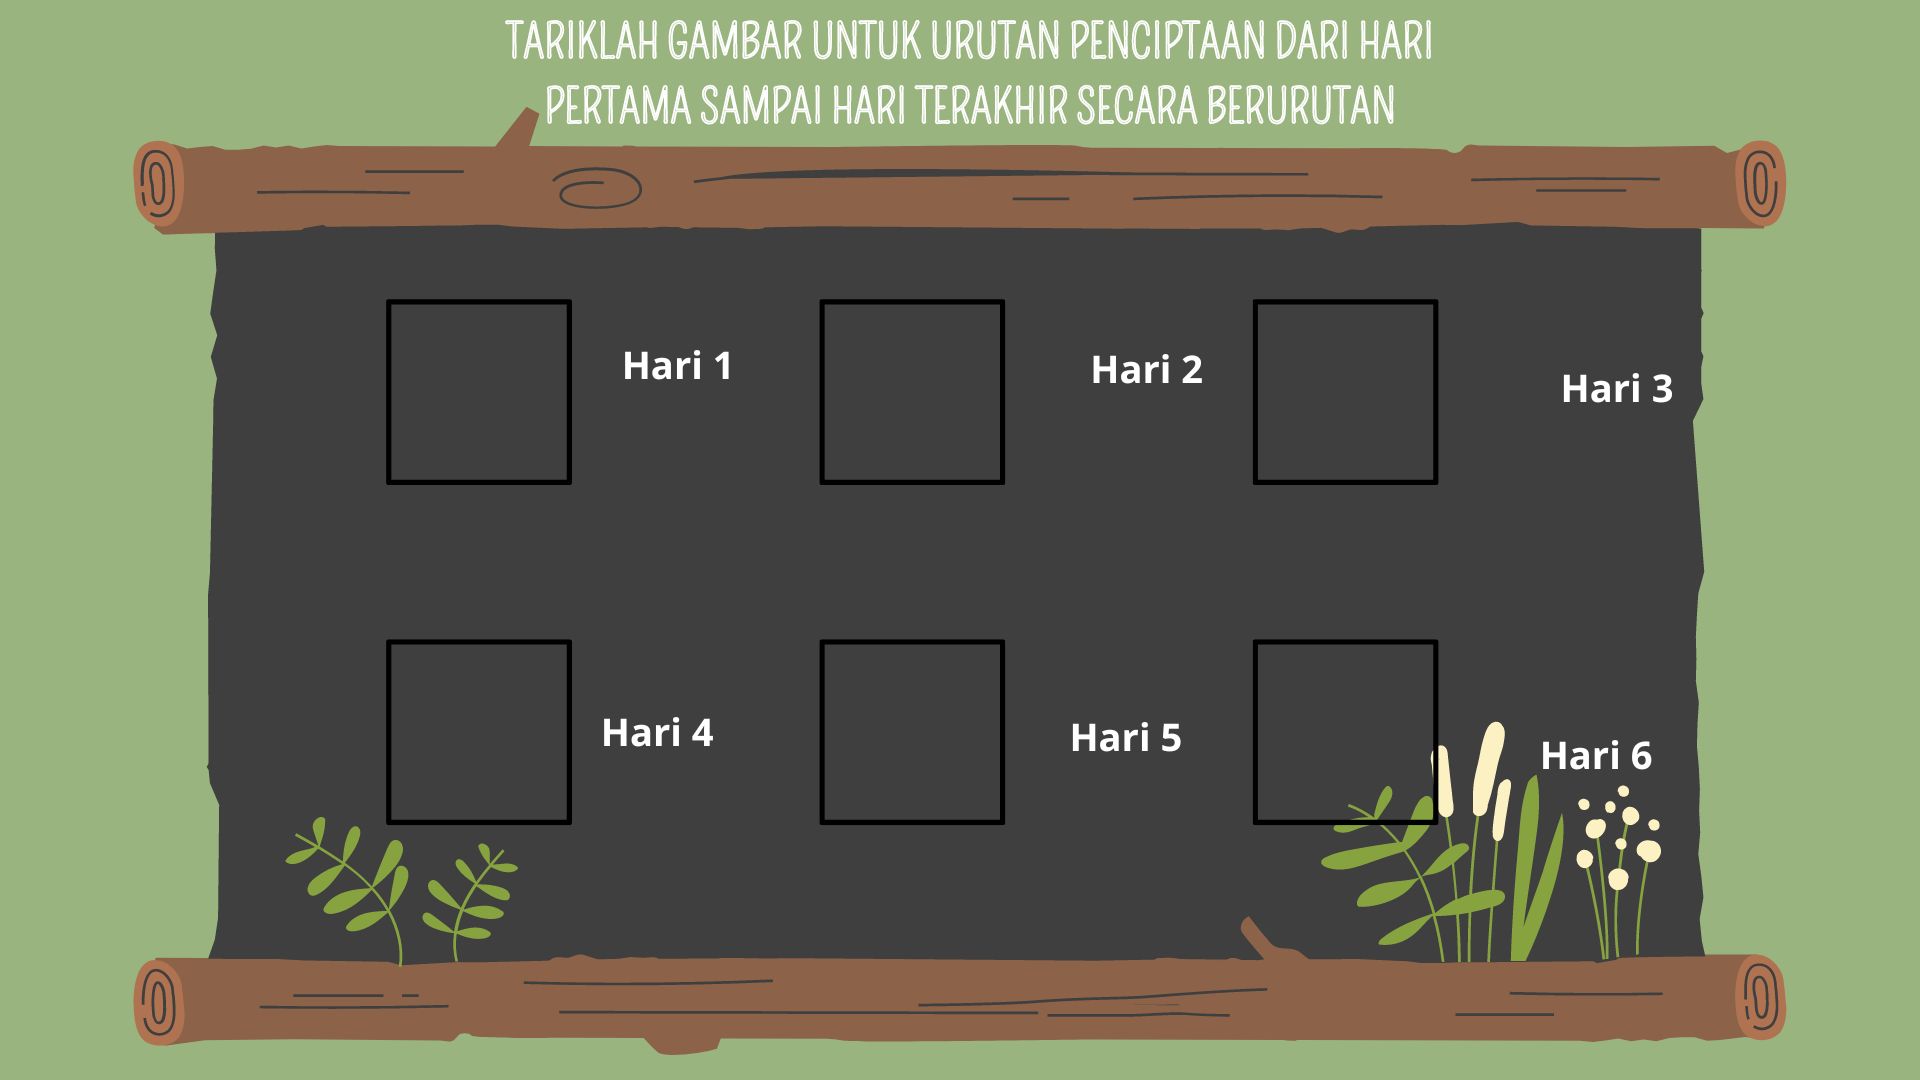 TARIKLAH GAMBAR UNTUK URUTAN PENCIPTAAN DARI HARI
PERTAMA SAMPAI HARI TERAKHIR SECARA BERURUTAN
Hari 1
Hari 2
Hari 3
Hari 4
Hari 5
Hari 6